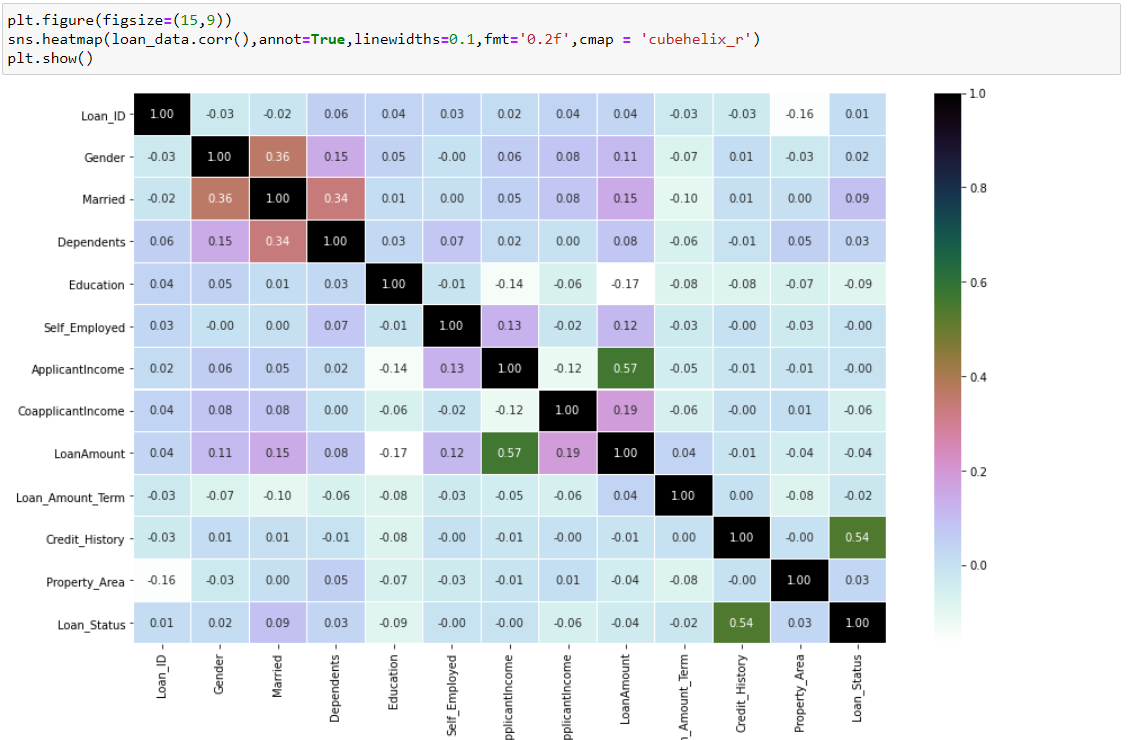 plt.figure(figsize=(15,9))
sns.heatmap(loan_data.corr(),annot=True,linewidths=0.1,fmt='0.2f',cmap = 'cubehelix_r')
plt.show()
Loan_ID 1.00 -0.03 -0.02 0.06 0.04 0.03 0.02 0.04 0.04 -0.03 -0.03 -0.16 0.01
Gender -0.03 1.00 0.36 0.15 0.05 -0.00 0.06 0.08 0.11 -0.07 0.01 -0.03 0.02
Married -0.02 0.36 1.00 0.34 0.01 0.00 0.05 0.08 0.15 -0.10 0.01 0.00 0.09
Dependents 0.06 0.15 0.34 1.00 0.03 0.07 0.02 0.00 0.08 -0.06 -0.01 0.05 0.03
Education 0.04 0.05 0.01 0.03 1.00 -0.01 -0.14 -0.06 -0.17 -0.08 -0.08 -0.07 -0.09
Self_Employed 0.03 -0.00 0.00 0.07 -0.01 1.00 0.13 -0.02 0.12 -0.03 -0.00 -0.03 -0.00
ApplicantIncome 0.02 0.06 0.05 0.02 -0.14 0.13 1.00 -0.12 0.57 -0.05 -0.01 -0.01 -0.00
CoapplicantIncome 0.04 0.08 0.08 0.00 -0.06 -0.02 -0.12 1.00 0.19 -0.06 -0.00 0.01 -0.06
LoanAmount 0.04 0.11 0.15 0.08 -0.17 0.12 0.57 0.19 1.00 0.04 -0.01 -0.04 -0.04
Loan_Amount_Term -0.03 -0.07 -0.10 -0.06 -0.08 -0.03 -0.05 -0.06 0.04 1.00 0.00 -0.08 -0.02
Credit_History -0.03 0.01 0.01 -0.01 -0.08 -0.00 -0.01 -0.00 -0.01 0.00 1.00 -0.00 0.54
Property_Area -0.16 -0.03 0.00 0.05 -0.07 -0.03 -0.01 0.01 -0.04 -0.08 -0.00 1.00 0.03
Loan_Status 0.01 0.02 0.09 0.03 -0.09 -0.00 -0.00 -0.06 -0.04 -0.02 0.54 0.03 1.00
Loan_ID
Gender
Married
Dependents
Education
Self_Employed
pplicantIncome
pplicantIncome
LoanAmount
_Amount_Term
Credit_History
Property_Area
Loan_Status
1.0
0.8
0.6
0.4
0.2
0.0